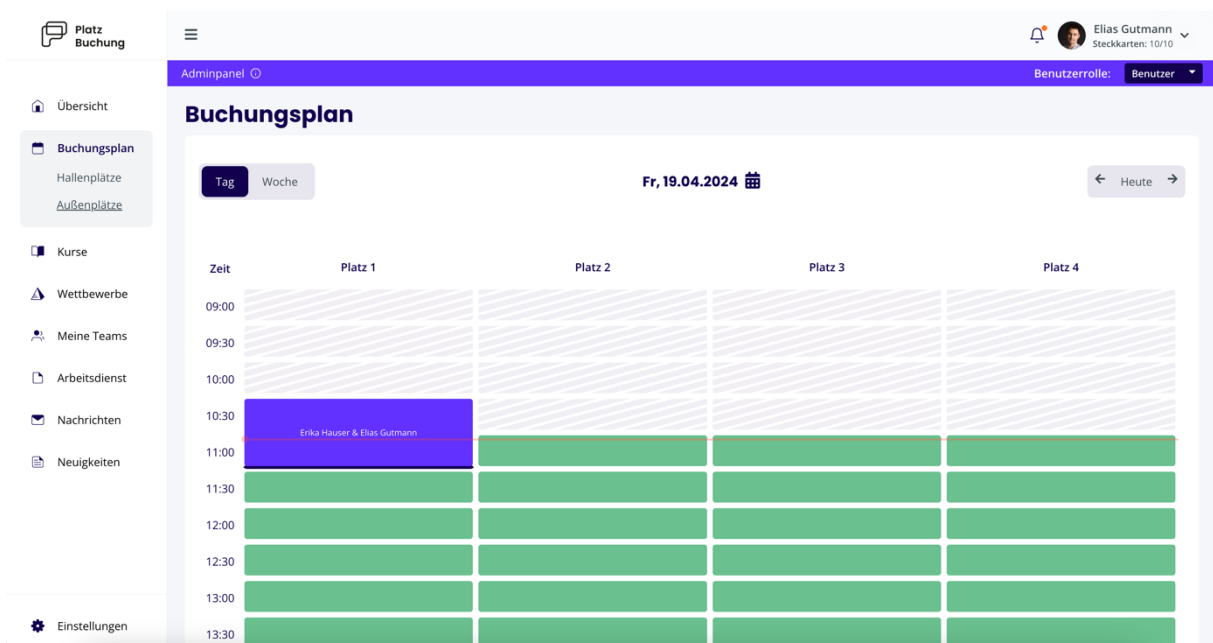 Platz
Buchung
Elias Gutmann
Steckkarten: 10/10
Adminpanel
Benutzerrolle:
Benutzer
Übersicht
Buchungsplan
Hallenplätze
Außenplätze
Kurse
Wettbewerbe
Meine Teams
Arbeitsdienst
Nachrichten
Neuigkeiten
Einstellungen
Buchungsplan
Tag Woche
Fr, 19.04.2024
Heute
Zeit Platz 1 Platz 2 Platz 3 Platz 4
09:00
09:30
10:00
10:30
Erika Hauser & Elias Gutmann
11:00
11:30
12:00
12:30
13:00
13:30